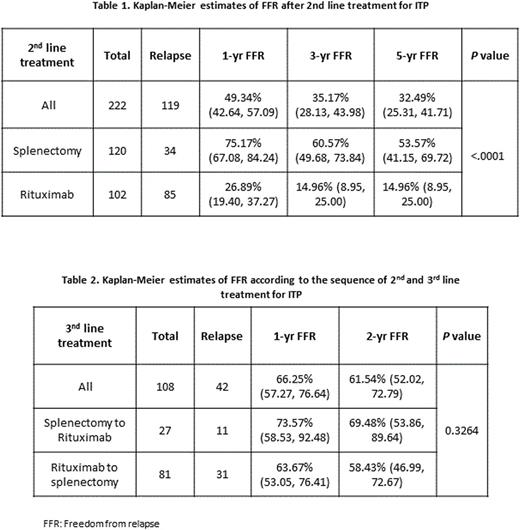 Table 1. Kaplan-Meier estimates of FFR after 2nd line treatment for ITP
2nd line treatment Total Relapse 1-yr FFR 3-yr FFR 5-yr FFR P value
All 222 119 49.34% (42.64, 57.09) 35.17% (28.13, 43.98) 32.49% (25.31, 41.71) <.0001
Splenectomy 120 34 75.17% (67.08, 84.24) 60.57% (49.68, 73.84) 53.57% (41.15, 69.72)
Rituximab 102 85 26.89% (19.40, 37.27) 14.96% (8.95, 25.00) 14.96% (8.95, 25.00)
Table 2. Kaplan-Meier estimates of FFR according to the sequence of 2nd and 3rd line
treatment for ITP
3nd line treatment Total Relapse 1-yr FFR 2-yr FFR P value
All 108 42 66.25% (57.27, 76.64) 61.54% (52.02, 72.79) 0.3264
Splenectomy to Rituximab 27 11 73.57% (58.53, 92.48) 69.48% (53.86, 89.64)
Rituximab to splenectomy 81 31 63.67% (53.05, 76.41) 58.43% (46.99, 72.67)
FFR: Freedom from relapse